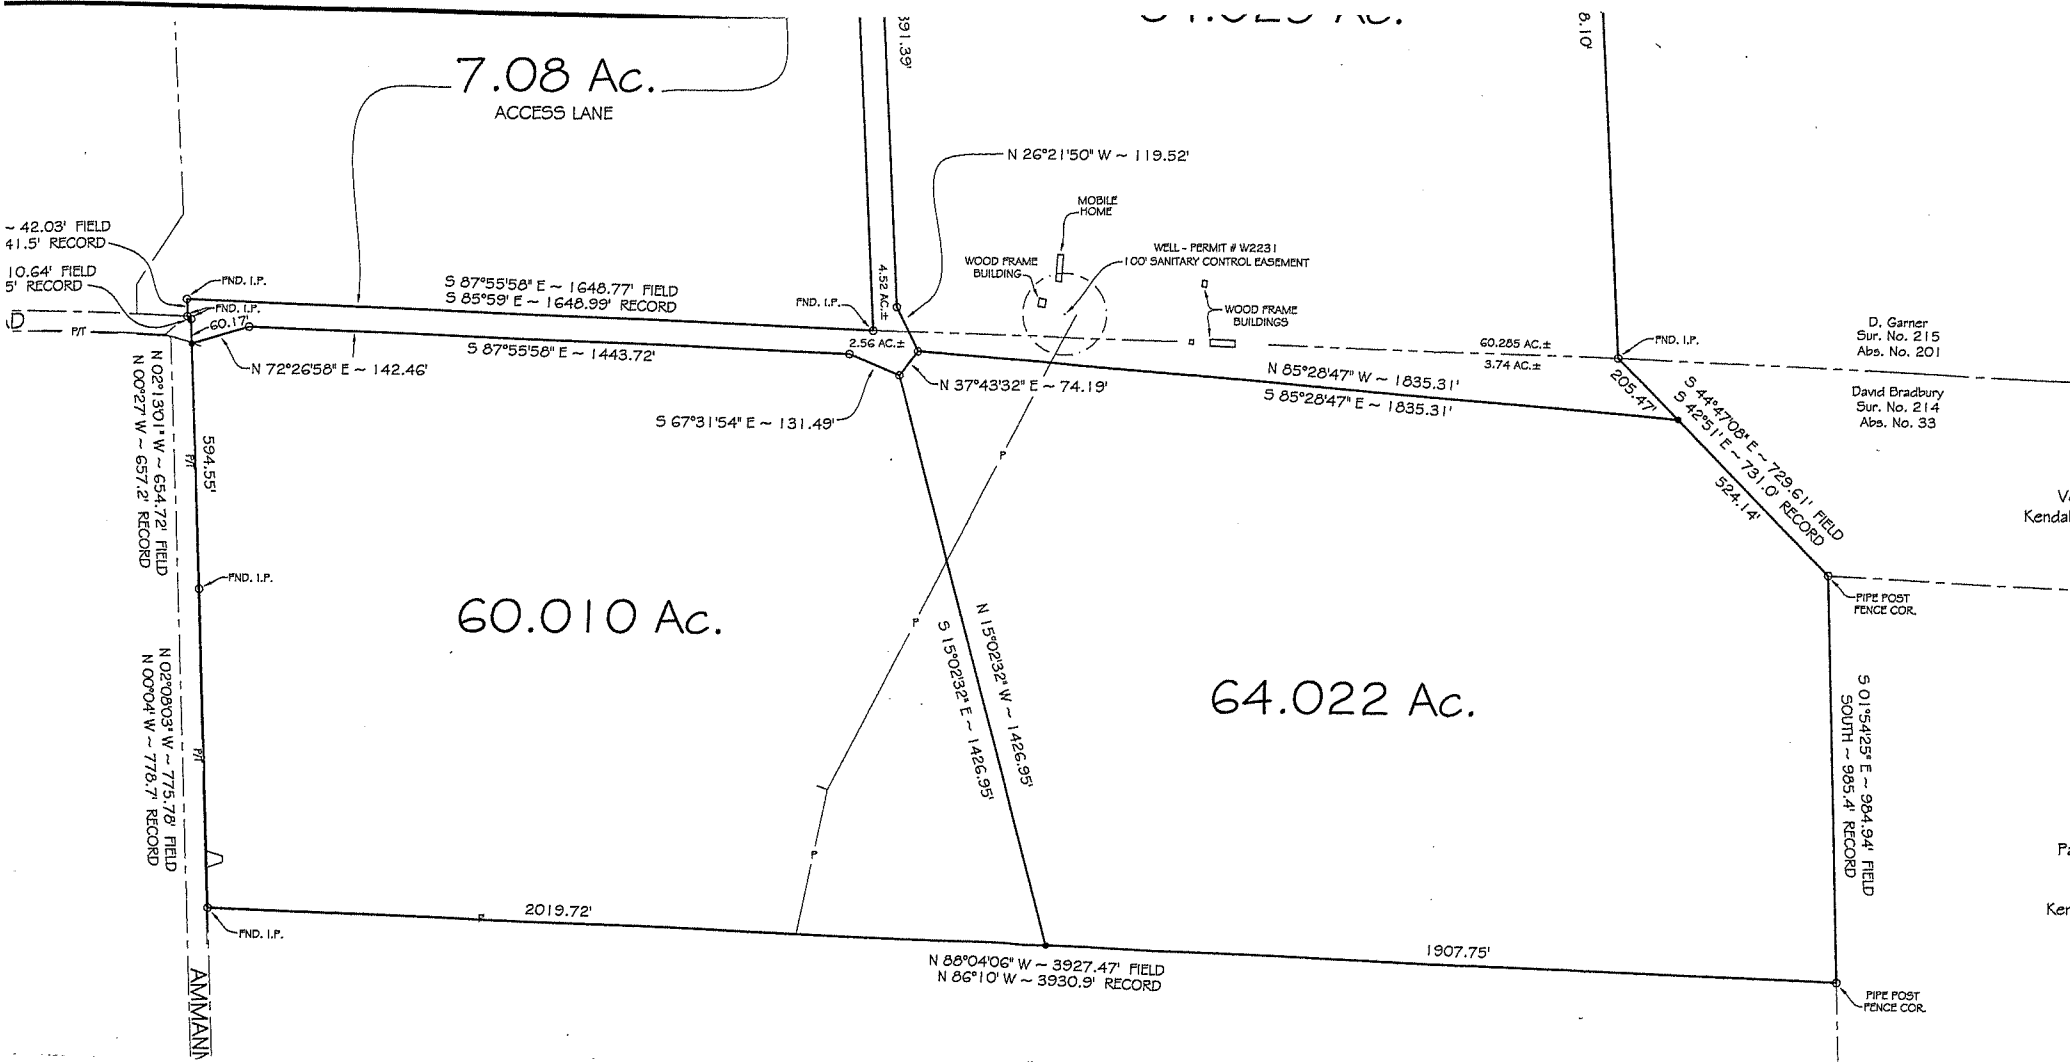 391.39'
8.10'
7.08 Ac.
ACCESS LANE
N 26°21'50" W ~ 119.52'
MOBILE
HOME
WELL - PERMIT # W2231
100' SANITARY CONTROL EASEMENT
WOOD FRAME
BUILDING
WOOD FRAME
BUILDINGS
~ 42.03' FIELD
41.5' RECORD
10.64' FIELD
5' RECORD
FND. I.P.
FND. I.P.
60.17'
P/T
S 87°55'58" E ~ 1648.77' FIELD
S 85°59' E ~ 1648.99' RECORD
FND. I.P.
4.52 AC.±
2.56 AC.±
S 87°55'58" E ~ 1443.72'
N 72°26'58" E ~ 142.46'
N 37°43'32" E ~ 74.19'
S 67°31'54" E ~ 131.49'
60.285 AC.±
3.74 AC.±
FND. I.P.
N 85°28'47" W ~ 1835.31'
S 85°28'47" E ~ 1835.31'
D. Garner
Sur. No. 215
Abs. No. 201
David Bradbury
Sur. No. 214
Abs. No. 33
205.47'
S 44°47'08" E ~ 729.61' FIELD
S 42°51' E ~ 731.0' RECORD
524.14'
Kendal
PIPE POST
FENCE COR.
N 02°13'01" W ~ 654.72' FIELD
N 00°27' W ~ 657.2' RECORD
594.55'
P/T
FND. I.P.
P
P
60.010 Ac.
64.022 Ac.
N 15°02'32" W ~ 1426.95'
S 15°02'32" E ~ 1426.95'
N 02°08'03" W ~ 775.78' FIELD
N 00°04' W ~ 778.7' RECORD
P/T
S 01°54'25" E ~ 984.94' FIELD
SOUTH ~ 985.4' RECORD
P
Ken
2019.72'
P
FND. I.P.
1907.75'
N 88°04'06" W ~ 3927.47' FIELD
N 86°10' W ~ 3930.9' RECORD
PIPE POST
FENCE COR.
AMMANN